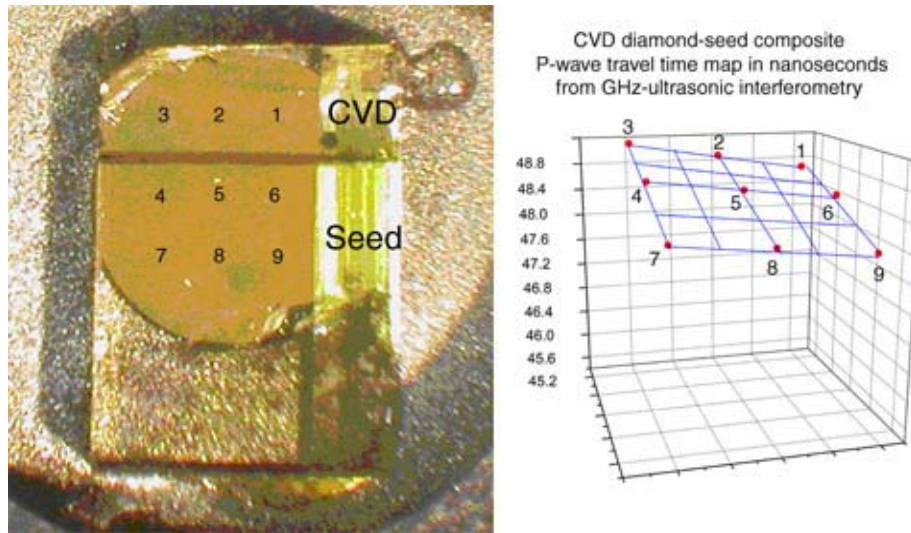 3 2 1 CVD
4 5 6
Seed
7 8 9
CVD diamond-seed composite
P-wave travel time map in nanoseconds
from GHz-ultrasonic interferometry
3
2
1
48.8
4
48.4
5
6
48.0
47.6
7
8
9
47.2
46.8
46.4
46.0
45.6
45.2